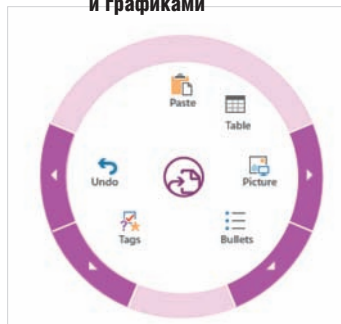 и графиками
Paste
Table
Undo
Picture
Tags
Bullets